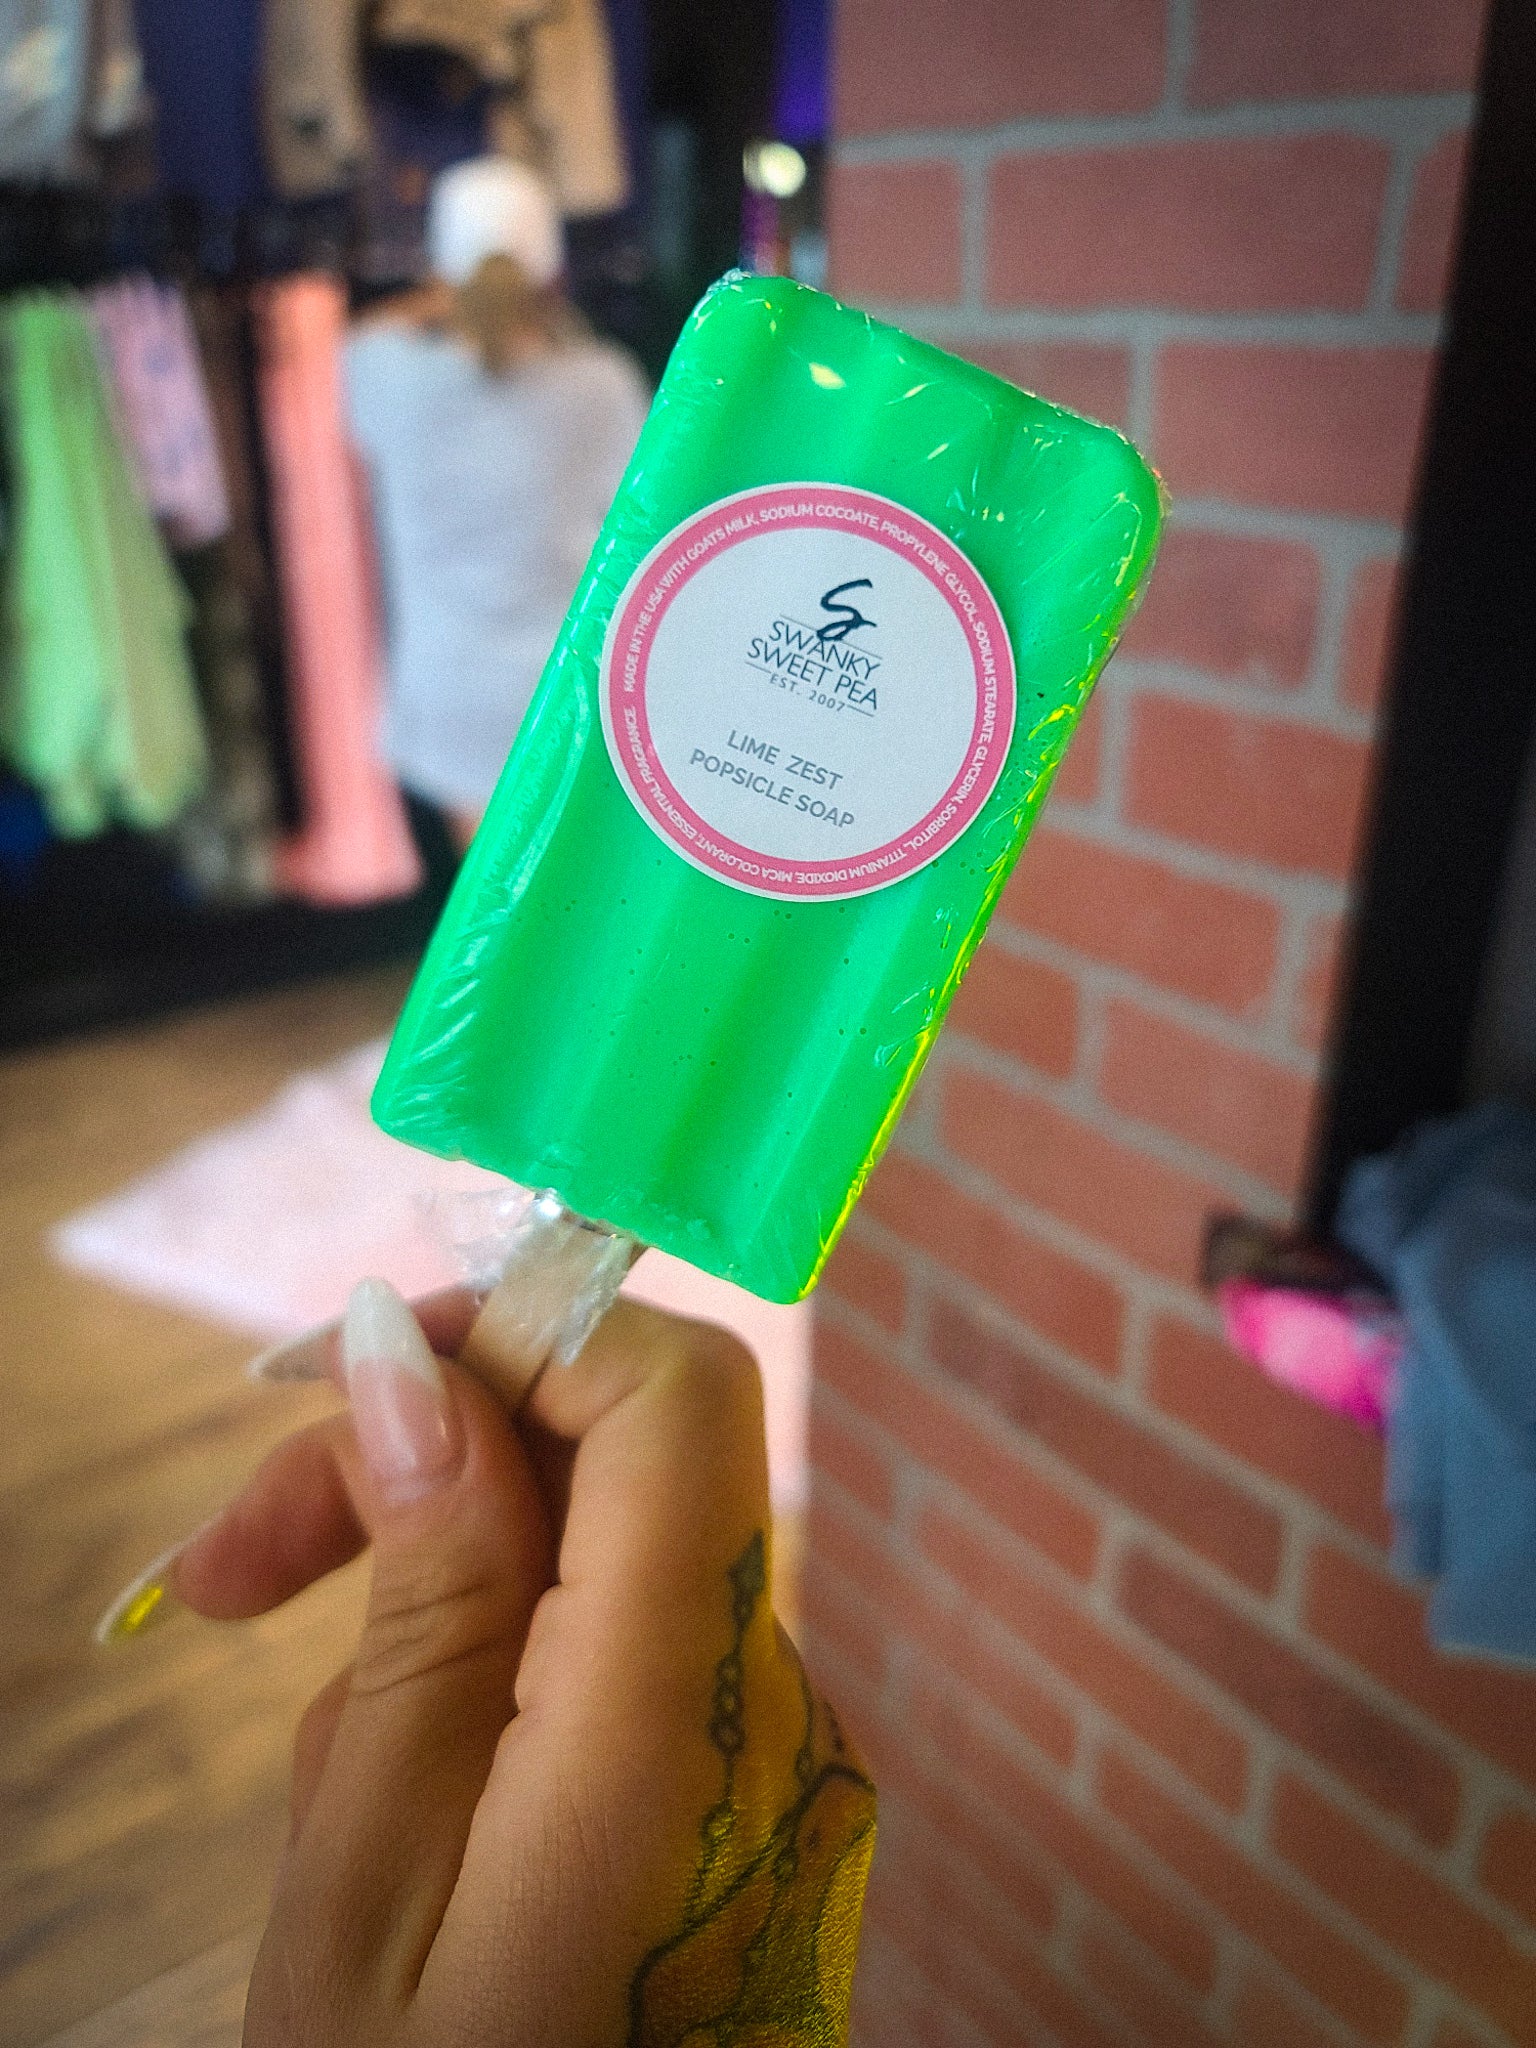 S
SWANKY
SWEET PEA
EST. 2007
LIME ZEST
POPSICLE SOAP
MADE IN THE USA WITH GOATS MILK, SODIUM COCOATE, PROPYLENE GLYCOL, SODIUM STEARATE, GLYCERIN, SORBITOL, TITANIUM DIOXIDE, MICA COLORANT, ESSENTIAL FRAGRANCE